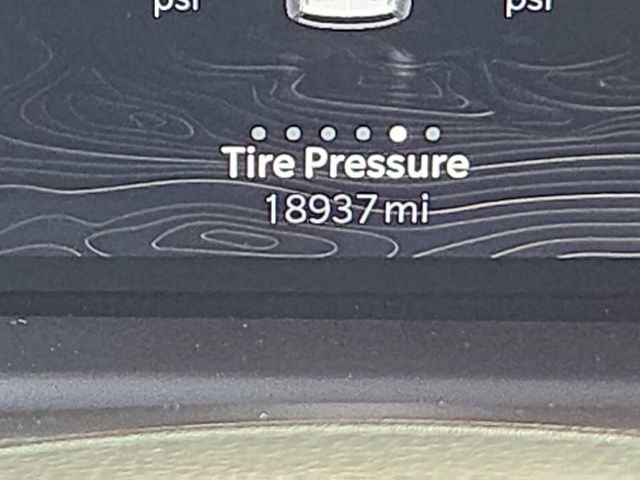 psi psi
Tire Pressure
18937 mi